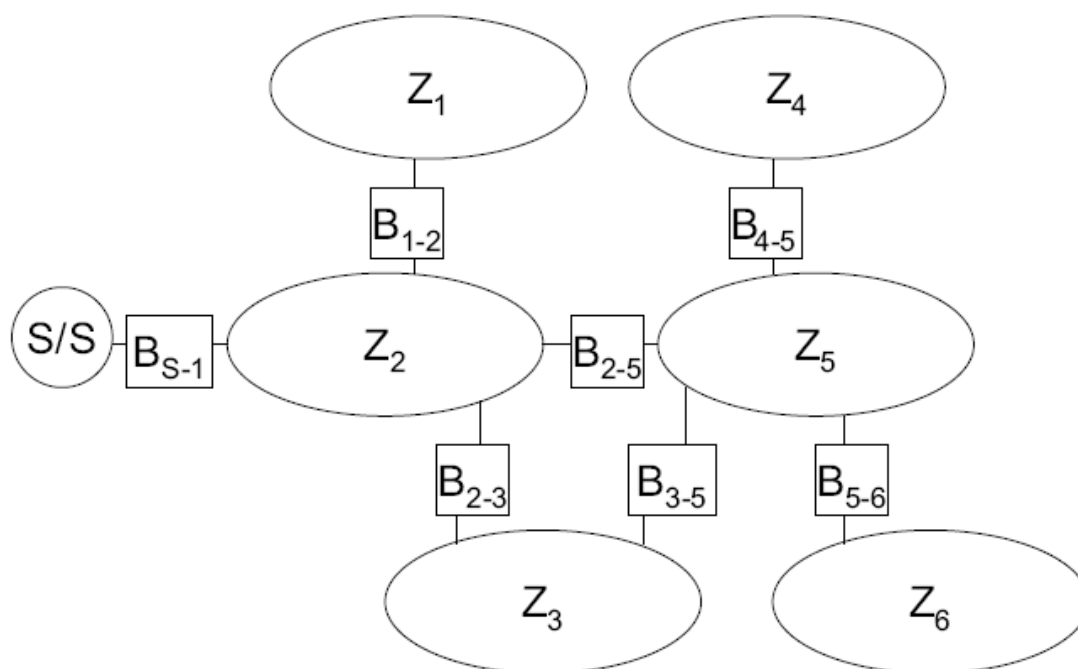 Z₁
Z₄
B₁₋₂
B₄₋₅
S/S
B_S-1
Z₂
B₂₋₅
Z₅
B₂₋₃
B₃₋₅
B₅₋₆
Z₃
Z₆